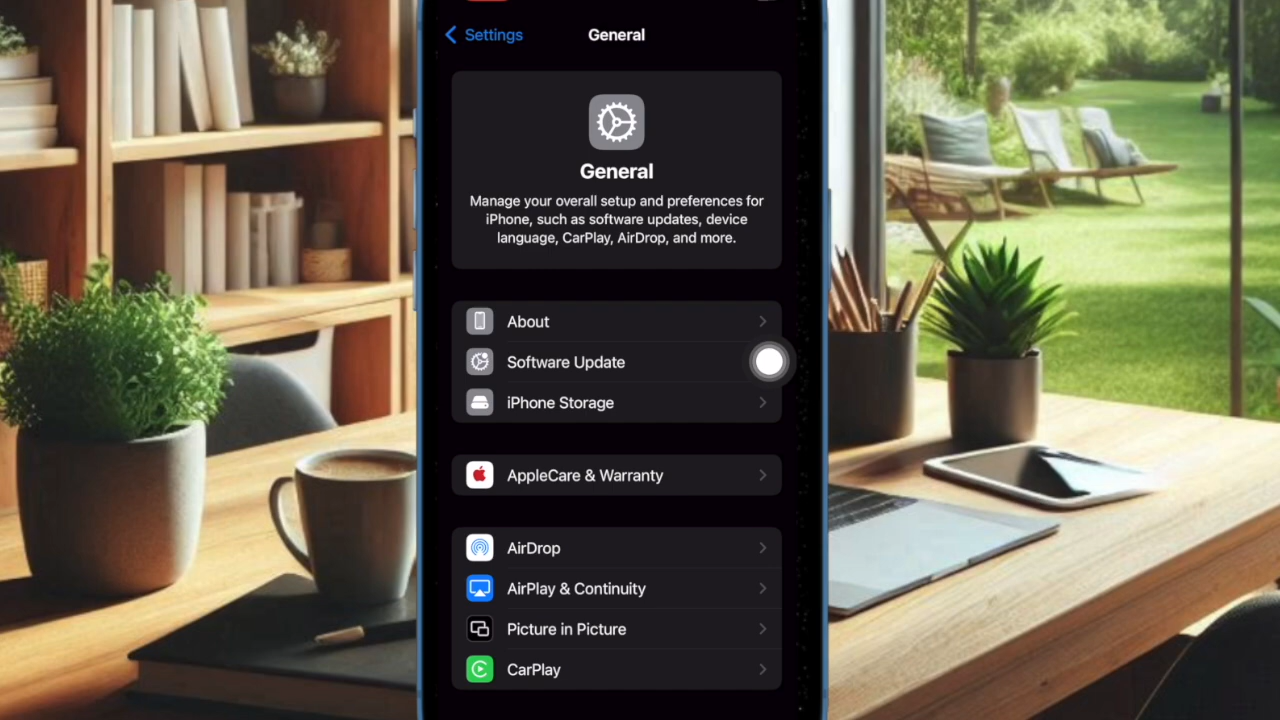 Settings
General
General
Manage your overall setup and preferences for
iPhone, such as software updates, device
language, CarPlay, AirDrop, and more.
About
Software Update
iPhone Storage
AppleCare & Warranty
AirDrop
AirPlay & Continuity
Picture in Picture
CarPlay